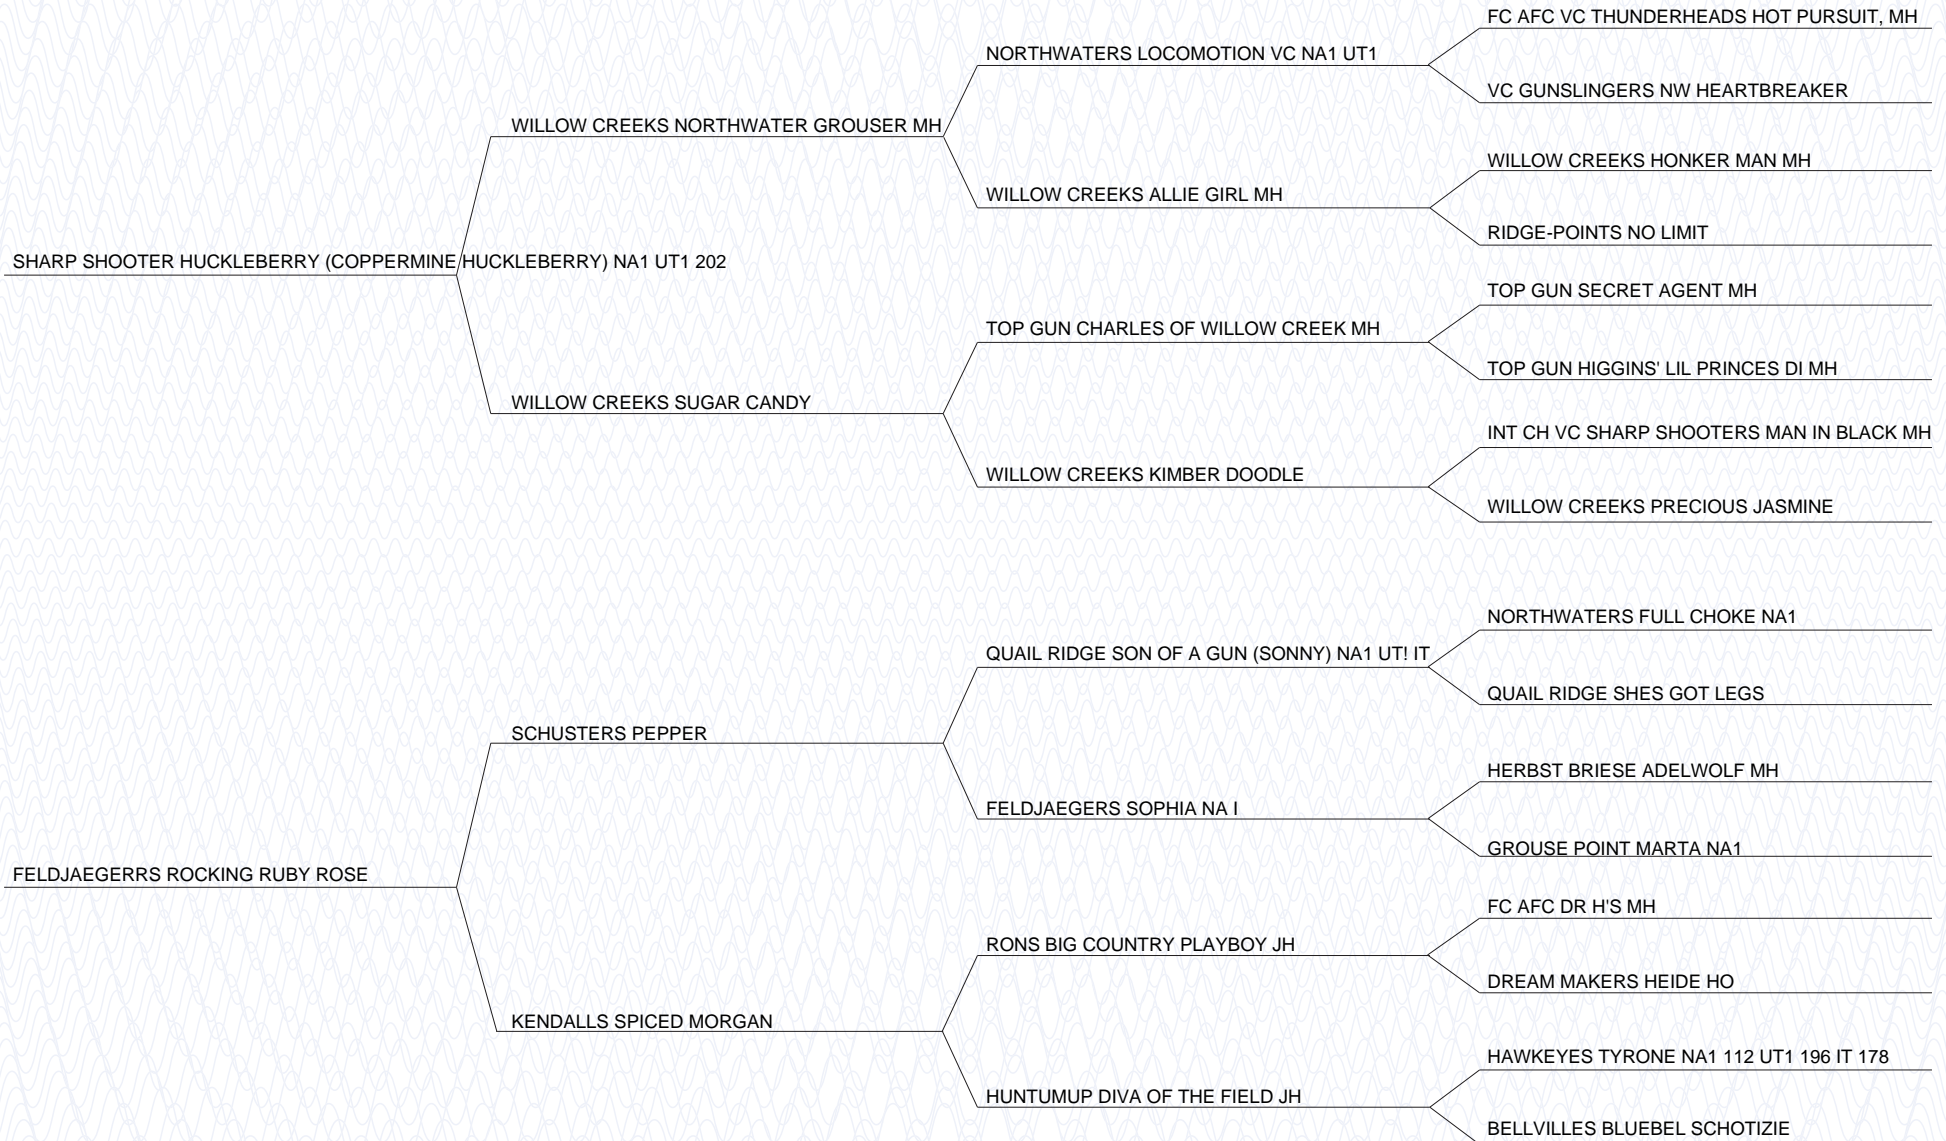 FC AFC VC THUNDERHEADS HOT PURSUIT, MH
NORTHWATERS LOCOMOTION VC NA1 UT1
VC GUNSLINGERS NW HEARTBREAKER
WILLOW CREEKS NORTHWATER GROUSER MH
WILLOW CREEKS HONKER MAN MH
WILLOW CREEKS ALLIE GIRL MH
RIDGE-POINTS NO LIMIT
SHARP SHOOTER HUCKLEBERRY (COPPERMINE HUCKLEBERRY) NA1 UT1 202
TOP GUN SECRET AGENT MH
TOP GUN CHARLES OF WILLOW CREEK MH
TOP GUN HIGGINS' LIL PRINCES DI MH
WILLOW CREEKS SUGAR CANDY
INT CH VC SHARP SHOOTERS MAN IN BLACK MH
WILLOW CREEKS KIMBER DOODLE
WILLOW CREEKS PRECIOUS JASMINE
NORTHWATERS FULL CHOKE NA1
QUAIL RIDGE SON OF A GUN (SONNY) NA1 UT! IT
QUAIL RIDGE SHES GOT LEGS
SCHUSTERS PEPPER
HERBST BRIESE ADELWOLF MH
FELDJAEGERS SOPHIA NA I
GROUSE POINT MARTA NA1
FELDJAEGERRS ROCKING RUBY ROSE
FC AFC DR H'S MH
RONS BIG COUNTRY PLAYBOY JH
DREAM MAKERS HEIDE HO
KENDALLS SPICED MORGAN
HAWKEYES TYRONE NA1 112 UT1 196 IT 178
HUNTUMUP DIVA OF THE FIELD JH
BELLVILLES BLUEBEL SCHOTIZIE